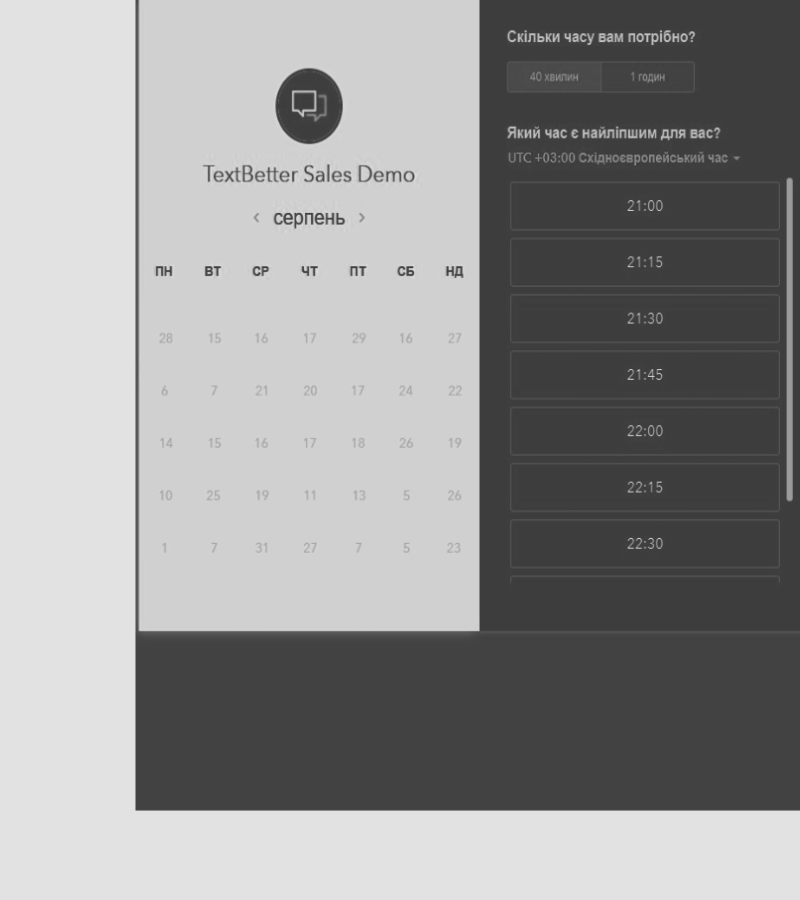 TextBetter Sales Demo
‹ серпень ›
ПН ВТ СР ЧТ ПТ СБ НД
28 15 16 17 29 16 27
6 7 21 20 17 24 22
14 15 16 17 18 26 19
10 25 19 11 13 5 26
1 7 31 27 7 5 23
Скільки часу вам потрібно?
40 хвилин 1 годин
Який час є найліпшим для вас?
UTC +03:00 Східноєвропейський час
21:00
21:15
21:30
21:45
22:00
22:15
22:30